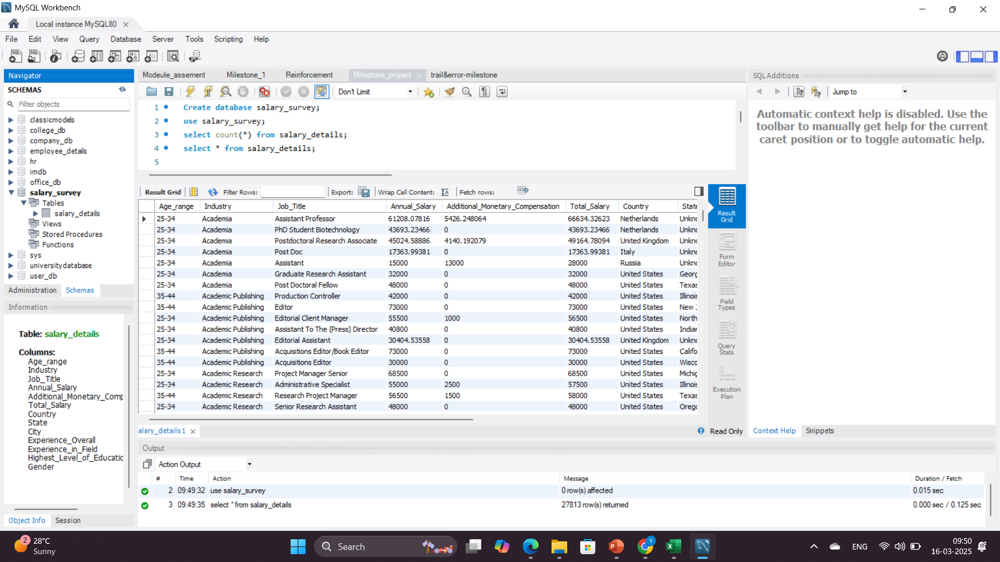 MySQL Workbench
Local instance MySQL80
File Edit View Query Database Server Tools Scripting Help
Navigator
SCHEMAS
Filter objects
classicmodels
college_db
company_db
employee_details
hr
imdb
office_db
salary_survey
Tables
salary_details
Views
Stored Procedures
Functions
sys
universitydatabase
user_db
Administration Schemas
Information
Table: salary_details
Columns:
Age_range
Industry
Job_Title
Annual_Salary
Additional_Monetary_Comp
Total_Salary
Country
State
City
Experience_Overall
Experience_in_Field
Highest_Level_of_Educatio
Gender
Object Info Session
Modeule_assement Milestone_1 Reinforcement Milestone_project trail&error-milestone
Don't Limit
1 Create database salary_survey;
2 use salary_survey;
3 select count(*) from salary_details;
4 select * from salary_details;
5
Result Grid Filter Rows: Export: Wrap Cell Content: Fetch rows:
Age_range Industry Job_Title Annual_Salary Additional_Monetary_Compensation Total_Salary Country State
25-34 Academia Assistant Professor 61208.07816 5426.248064 66634.32623 Netherlands Unkno
25-34 Academia PhD Student Biotechnology 43693.23466 0 43693.23466 Netherlands Unkno
25-34 Academia Postdoctoral Research Associate 45024.58886 4140.192079 49164.78094 United Kingdom Unkno
25-34 Academia Post Doc 17363.99381 0 17363.99381 Italy Unkno
25-34 Academia Assistant 15000 13000 28000 Russia Unkno
25-34 Academia Graduate Research Assistant 32000 0 32000 United States Georg
25-34 Academia Post Doctoral Fellow 48000 0 48000 United States Texas
35-44 Academic Publishing Production Controller 42000 0 42000 United States Illinois
35-44 Academic Publishing Editor 73000 0 73000 United States New
25-34 Academic Publishing Editorial Client Manager 55500 1000 56500 United States North
25-34 Academic Publishing Assistant To The (Press) Director 40800 0 40800 United States Indiar
25-34 Academic Publishing Editorial Assistant 30404.53558 0 30404.53558 United Kingdom Unkno
35-44 Academic Publishing Acquisitions Editor/Book Editor 73000 0 73000 United States Califo
35-44 Academic Publishing Acquisitions Editor 30000 0 30000 United States Wisco
25-34 Academic Research Project Manager Senior 68500 0 68500 United States Michig
25-34 Academic Research Administrative Specialist 55000 2500 57500 United States Illinois
35-44 Academic Research Research Project Manager 56500 1500 58000 United States Texas
25-34 Academic Research Senior Research Assistant 48000 0 48000 United States Orego
Result
Grid
Form
Editor
Field
Types
Query
Stats
Execution
Plan
alary_details1
Read Only
SQLAdditions
Jump to
Automatic context help is disabled. Use the
toolbar to manually get help for the current
caret position or to toggle automatic help.
Context Help Snippets
Output
Action Output
# Time Action Message Duration / Fetch
2 09:49:32 use salary_survey 0 row(s) affected 0.015 sec
3 09:49:35 select * from salary_details 27813 row(s) returned 0.000 sec / 0.125 sec
2
28°C
Sunny
Search
Y
ENG
09:50
16-03-2025